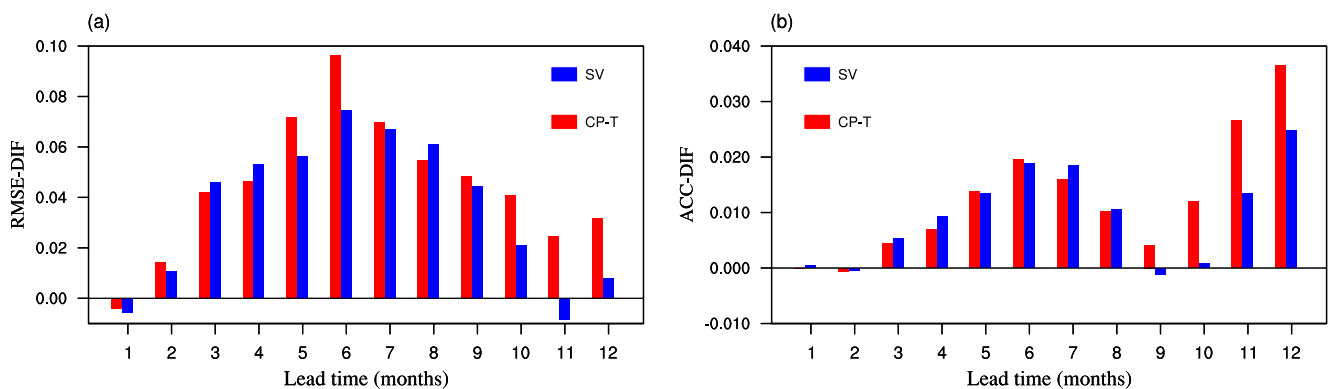 (a)
0.10
0.08
0.06
0.04
0.02
0.00
RMSE-DIF
SV
CP-T
1 2 3 4 5 6 7 8 9 10 11 12
Lead time (months)
(b)
0.040
0.030
0.020
0.010
0.000
-0.010
ACC-DIF
SV
CP-T
1 2 3 4 5 6 7 8 9 10 11 12
Lead time (months)